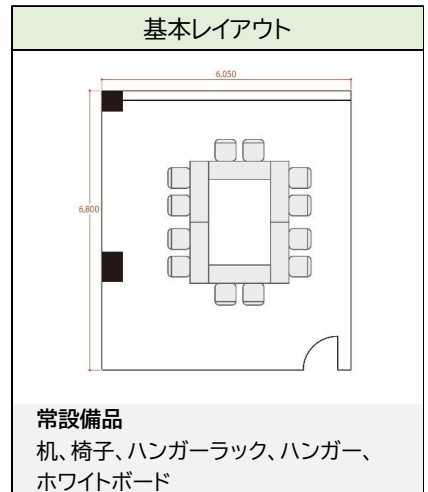 基本レイアウト
6,050
6,800
常設備品
机、椅子、ハンガーラック、ハンガー、
ホワイトボード